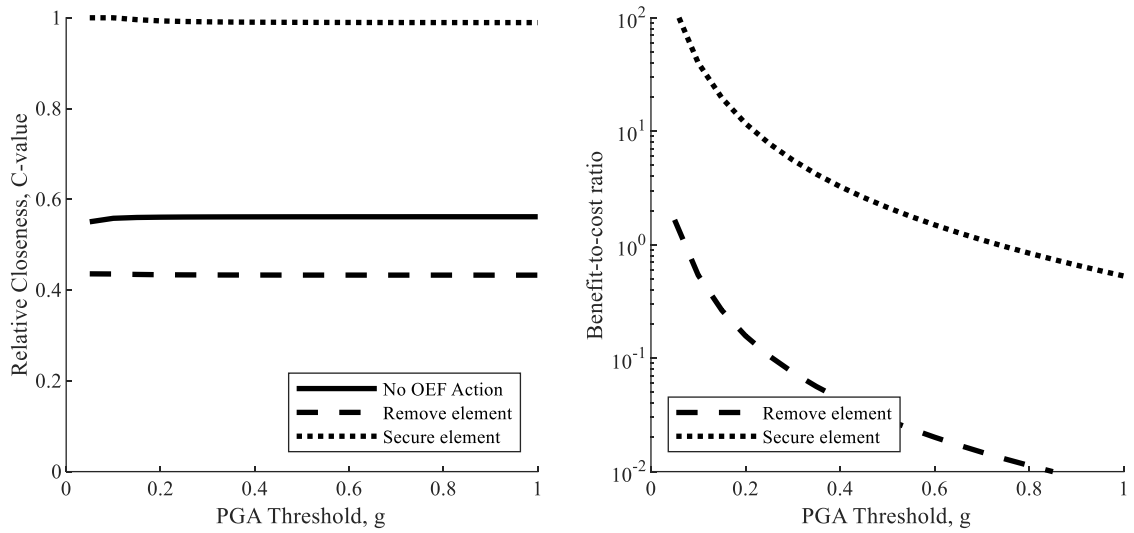 Relative Closeness, C-value
1
0.8
0.6
0.4
0.2
0
0 0.2 0.4 0.6 0.8 1
PGA Threshold, g
No OEF Action
Remove element
Secure element
Benefit-to-cost ratio
10^2
10^1
10^0
10^-1
10^-2
0 0.2 0.4 0.6 0.8 1
PGA Threshold, g
Remove element
Secure element